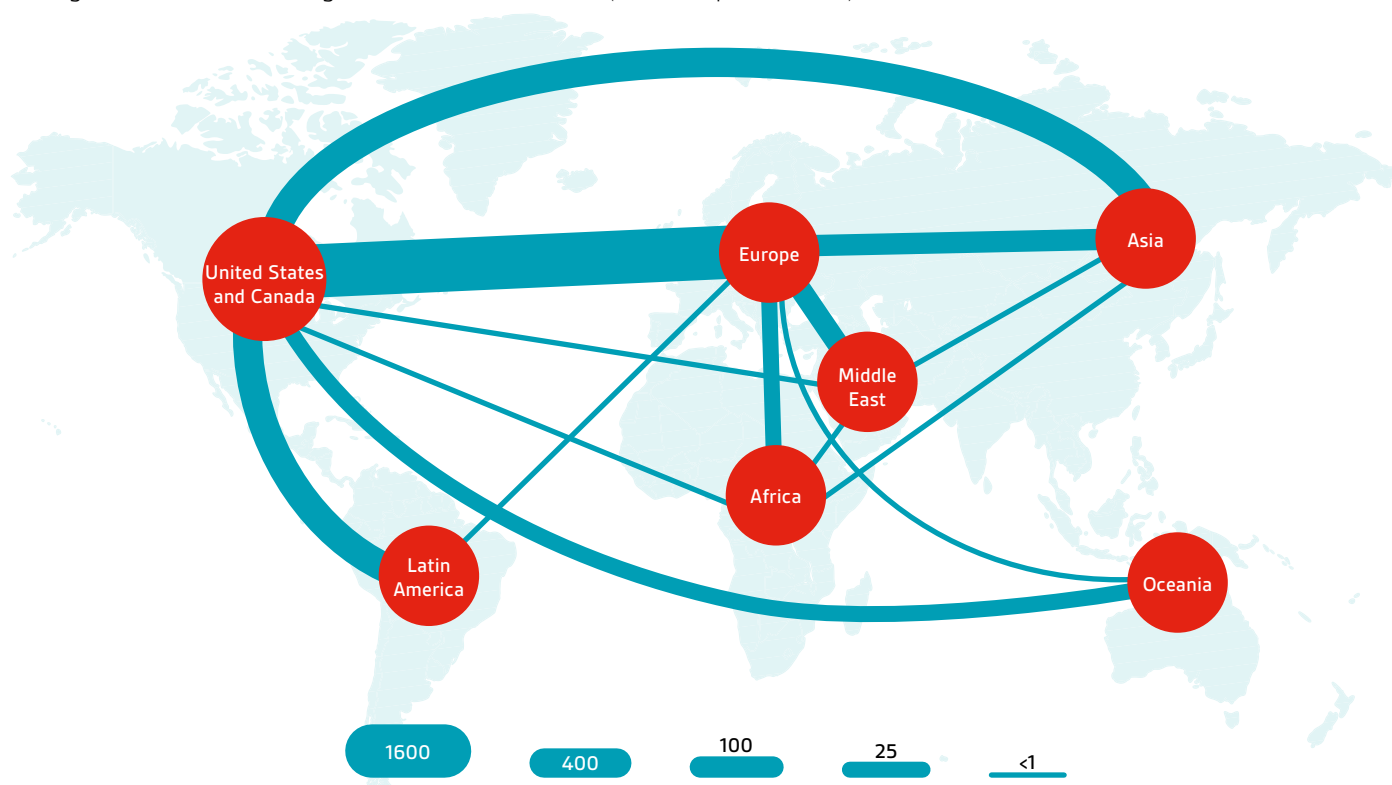 Europe
Asia
United States
and Canada
Middle
East
Africa
Latin
America
Oceania
1600
400
100
25
<1